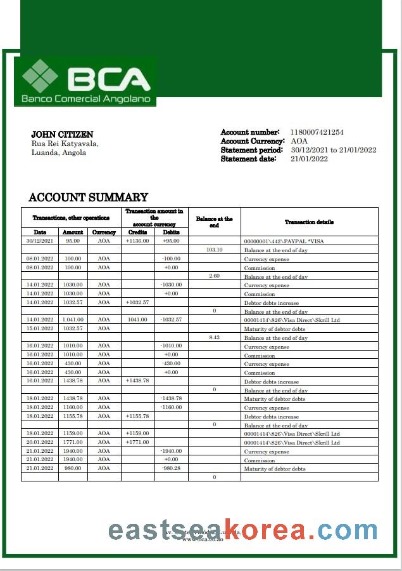 BCA
Banco Comercial Angolano
JOHN CITIZEN
Rua Rei Katyavala,
Luanda, Angola
Account number: 1180007421254
Account Currency: AOA
Statement period: 30/12/2021 to 21/01/2022
Statement date: 21/01/2022
ACCOUNT SUMMARY
Transactions, other operations Transaction amount in the account currency Balance at the end Transaction details
Date Amount Currency Credits Debits
30/12/2021 95.00 AOA +1130.00 +95.00 00000001\442\PAYPAL *VISA
103.10 Balance at the end of day
08.01.2022 100.00 AOA -100.00 Currency expense
08.01.2022 100.00 AOA +0.00 Commission
2.60 Balance at the end of day
14.01.2022 1030.00 AOA -1030.00 Currency expense
14.01.2022 1030.00 AOA +0.00 Commission
14.01.2022 1032.57 AOA +1032.57 Debtor debts increase
0 Balance at the end of day
14.01.2022 1.041.00 AOA 1041.00 -1032.57 00001414\826\Visa Direct\Skrill Ltd
15.01.2022 1032.57 AOA Maturity of debtor debts
8.43 Balance at the end of day
16.01.2022 1010.00 AOA -1010.00 Currency expense
16.01.2022 1010.00 AOA +0.00 Commission
16.01.2022 430.00 AOA -430.00 Currency expense
16.01.2022 430.00 AOA +0.00 Commission
16.01.2022 1438.78 AOA +1438.78 Debtor debts increase
0 Balance at the end of day
18.01.2022 1438.78 AOA -1438.78 Maturity of debtor debts
18.01.2022 1160.00 AOA -1160.00 Currency expense
18.01.2022 1155.78 AOA +1155.78 Debtor debts increase
0 Balance at the end of day
18.01.2022 1159.00 AOA +1159.00 00001414\826\Visa Direct\Skrill Ltd
20.01.2022 1771.00 AOA +1771.00 00001414\826\Visa Direct\Skrill Ltd
21.01.2022 1940.00 AOA -1940.00 Currency expense
21.01.2022 1940.00 AOA +0.00 Commission
21.01.2022 980.00 AOA -980.28 Maturity of debtor debts
0
eastseakorea.com